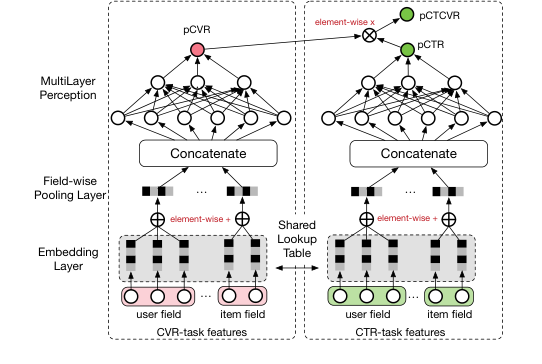 element-wise x
pCTCVR
pCVR
pCTR
MultiLayer
Perception
Concatenate
Concatenate
Field-wise
Pooling Layer
...
...
element-wise +
element-wise +
Shared
Lookup
Table
Embedding
Layer
...
...
user field
item field
user field
item field
CVR-task features
CTR-task features